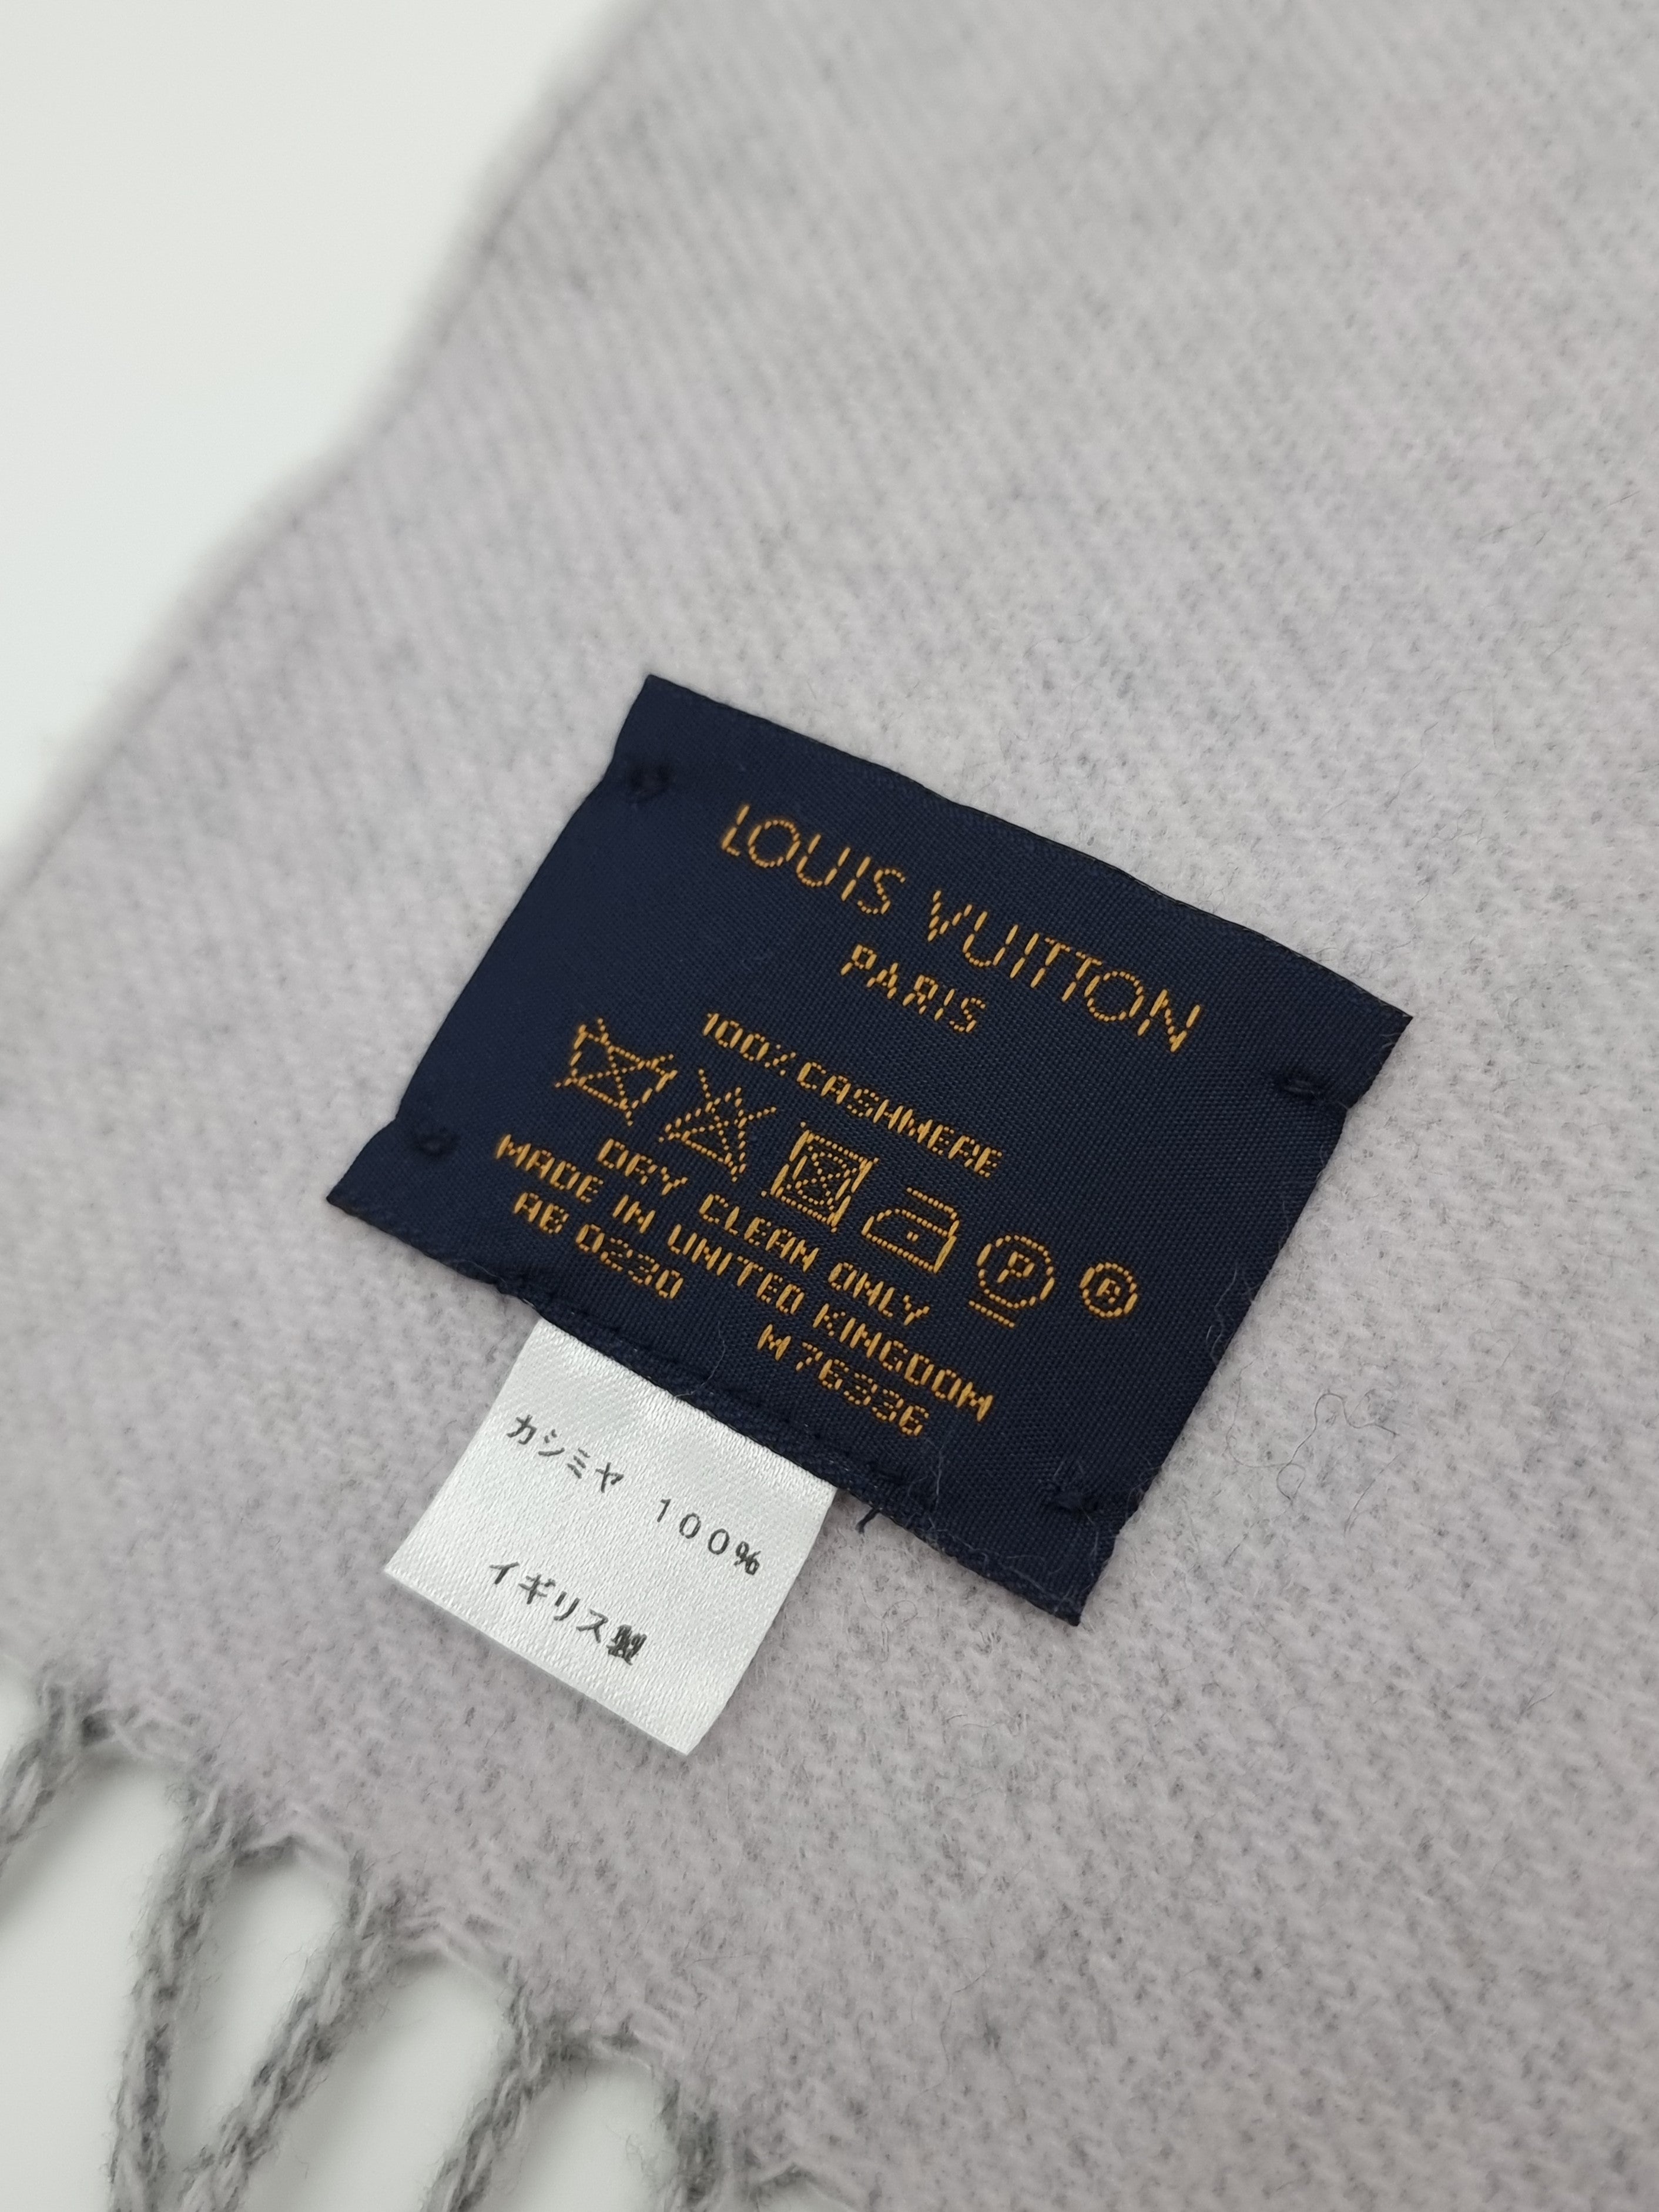 LOUIS VUITTON
PARIS
100% CASHMERE
P
DRY CLEAN ONLY
MADE IN UNITED KINGDOM
AB 0230
M 76336
カシミヤ 100%
イギリス製